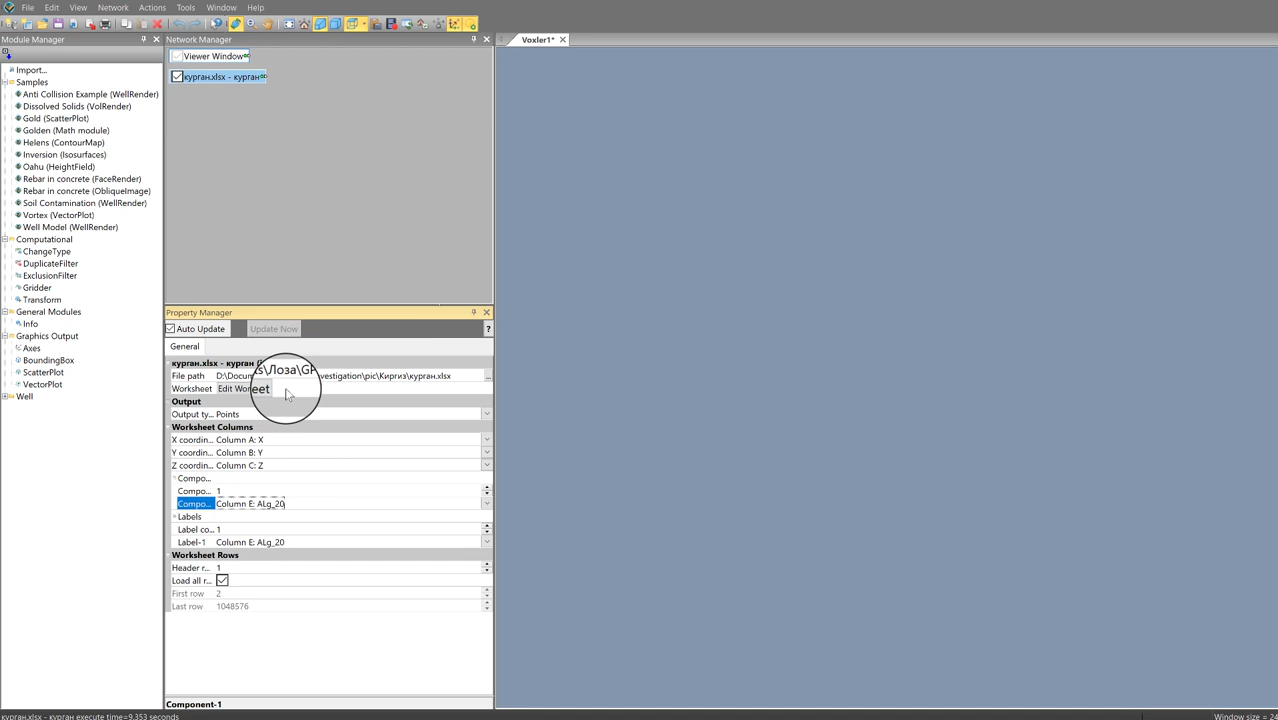 File Edit View Network Actions Tools Window Help
Module Manager
Network Manager
Voxler1*
Viewer Window
курган.xlsx - курган
Import...
Samples
Anti Collision Example (WellRender)
Dissolved Solids (VolRender)
Gold (ScatterPlot)
Golden (Math module)
Helens (ContourMap)
Inversion (Isosurfaces)
Oahu (HeightField)
Rebar in concrete (FaceRender)
Rebar in concrete (ObliqueImage)
Soil Contamination (WellRender)
Vortex (VectorPlot)
Well Model (WellRender)
Computational
ChangeType
DuplicateFilter
ExclusionFilter
Gridder
Transform
General Modules
Info
Graphics Output
Axes
BoundingBox
ScatterPlot
VectorPlot
Well
Property Manager
Auto Update Update Now ?
General
курган.xlsx - курган
File path D:\Docum s\Лоза\GP vestigation\pic\Киргиз\курган.xlsx ...
Worksheet Edit Wor eet
Output
Output ty... Points
Worksheet Columns
X coordin... Column A: X
Y coordin... Column B: Y
Z coordin... Column C: Z
Compo...
Compo... 1
Compo... Column E: ALg_20
Labels
Label co... 1
Label-1 Column E: ALg_20
Worksheet Rows
Header r... 1
Load all r...
First row 2
Last row 1048576
Component-1
курган.xlsx - курган execute time=9,353 seconds
Window size = 24